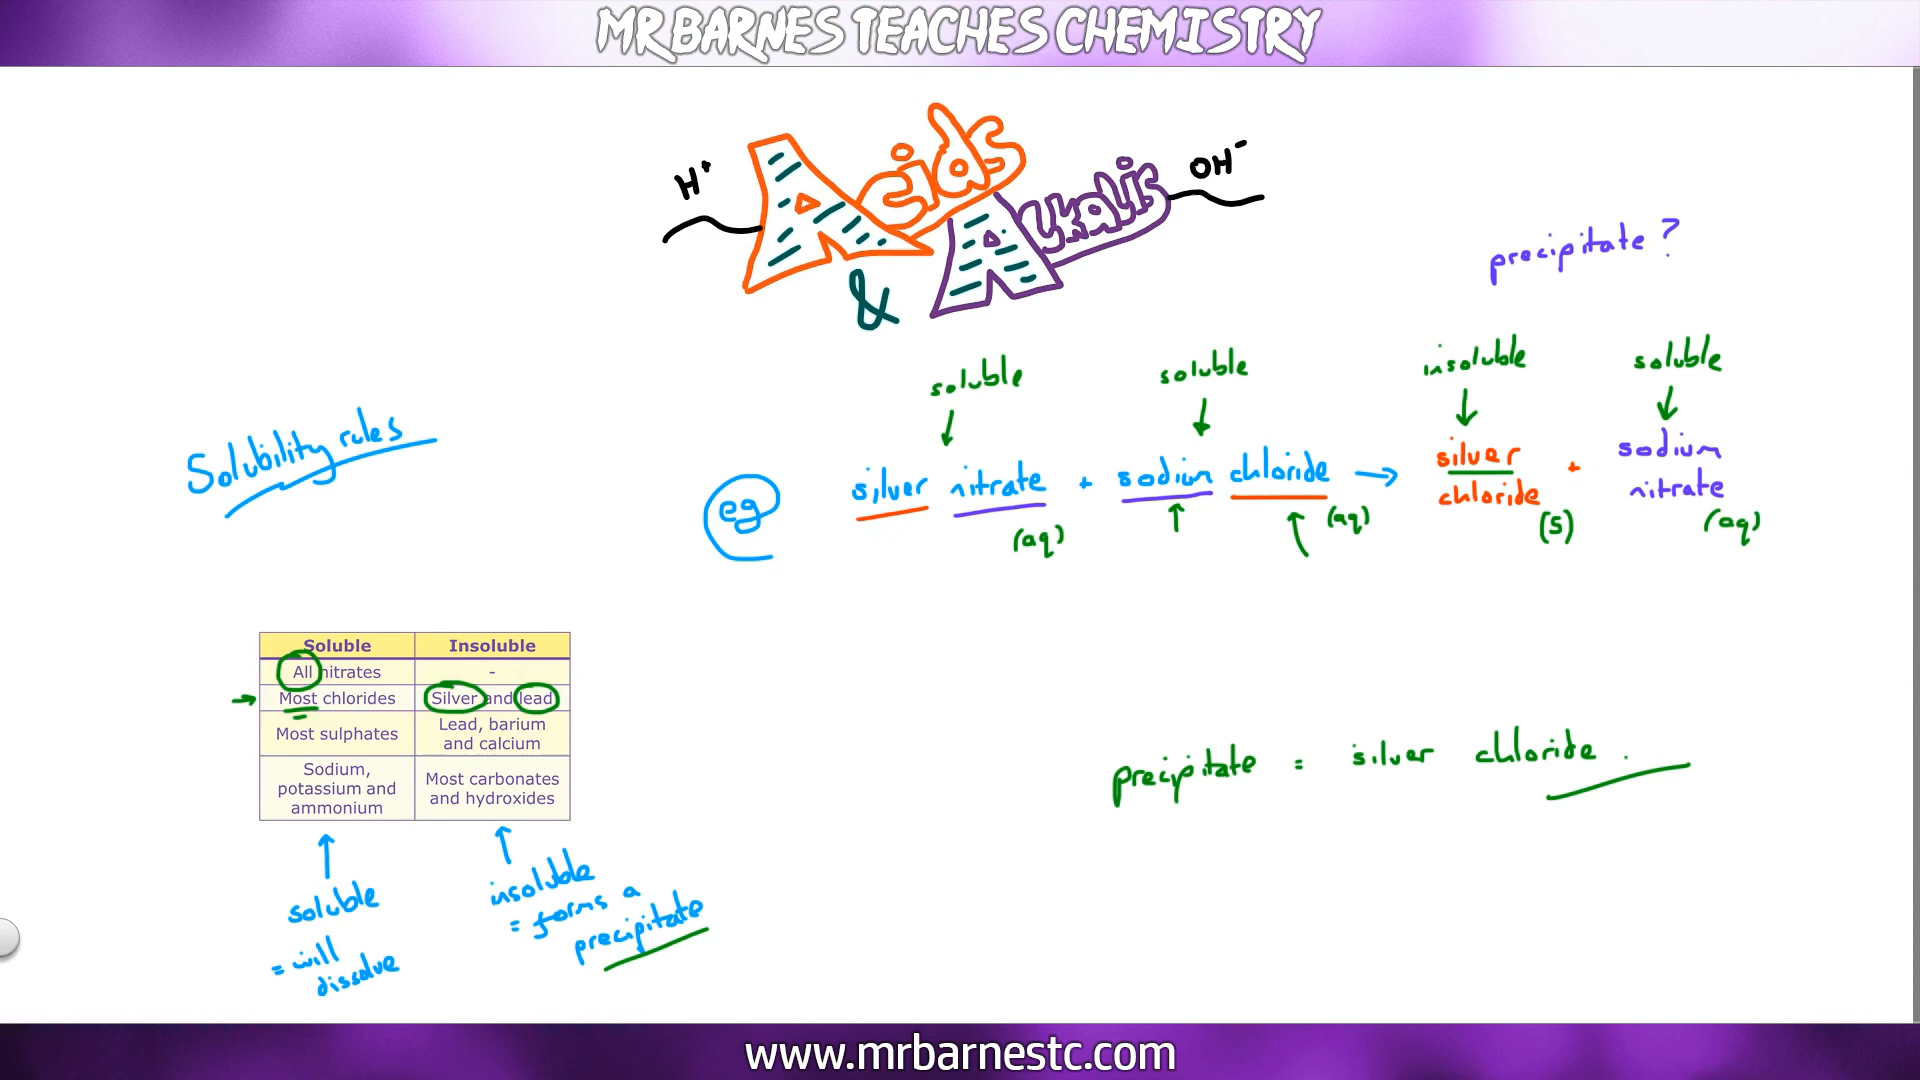 MR BARNES TEACHES CHEMISTRY
H+ Acids
& Alkalis OH-
precipitate?
soluble soluble insoluble soluble
Solubility rules
eg silver nitrate + sodium chloride → silver + sodium
chloride nitrate
(aq) (aq) (s) (aq)
Soluble Insoluble
All nitrates -
Most chlorides Silver and lead
Most sulphates Lead, barium
and calcium
Sodium,
potassium and
ammonium
Most carbonates
and hydroxides
precipitate = silver chloride.
soluble
= will
dissolve
insoluble
= forms a
precipitate
www.mrbarnestc.com